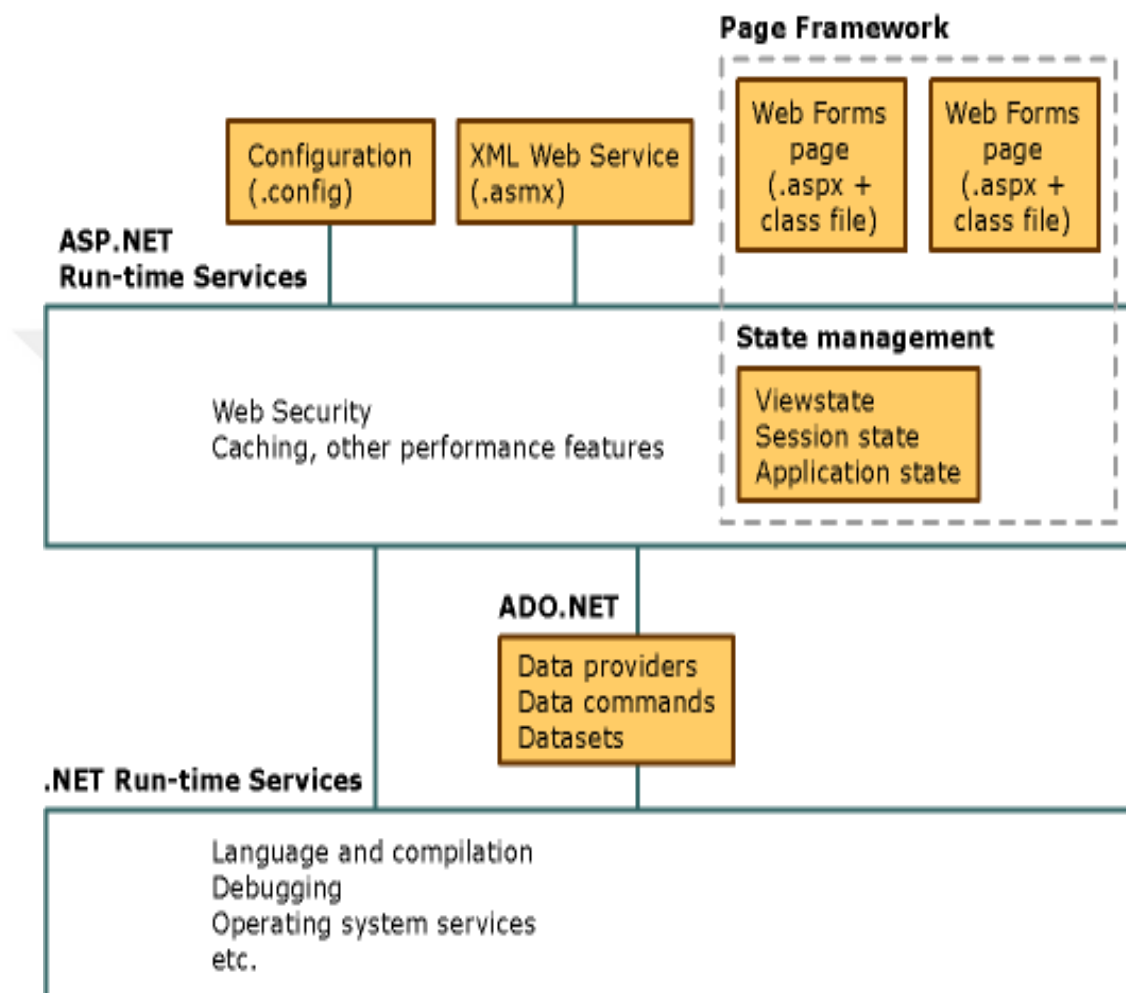 Page Framework
Configuration
(.config)
XML Web Service
(.asmx)
Web Forms
page
(.aspx +
class file)
Web Forms
page
(.aspx +
class file)
ASP.NET
Run-time Services
Web Security
Caching, other performance features
State management
Viewstate
Session state
Application state
ADO.NET
Data providers
Data commands
Datasets
.NET Run-time Services
Language and compilation
Debugging
Operating system services
etc.